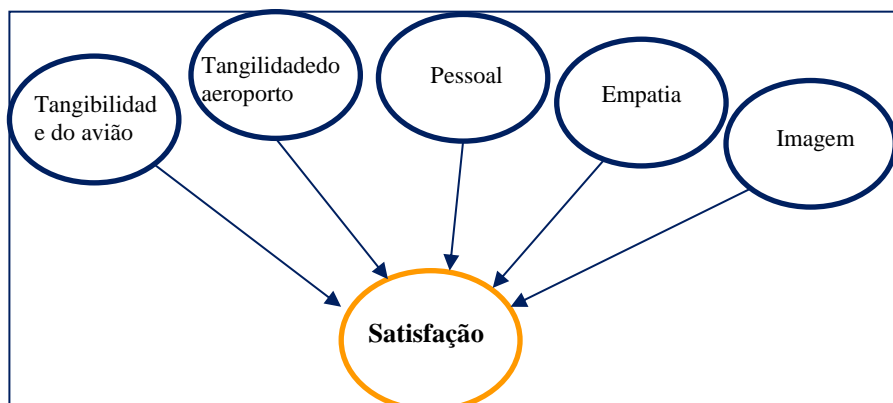 Tangibilidad
e do avião
Tangilidadedo
aeroporto
Pessoal
Empatia
Imagem
Satisfação